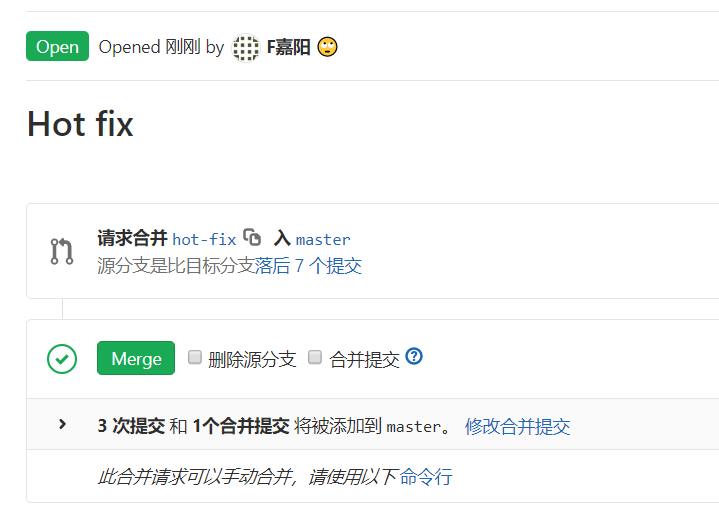 Open Opened 刚刚 by F嘉阳
Hot fix
请求合并 hot-fix 入 master
源分支是比目标分支落后 7 个提交
Merge 删除源分支 合并提交
3 次提交 和 1个合并提交 将被添加到 master。 修改合并提交
此合并请求可以手动合并，请使用以下 命令行